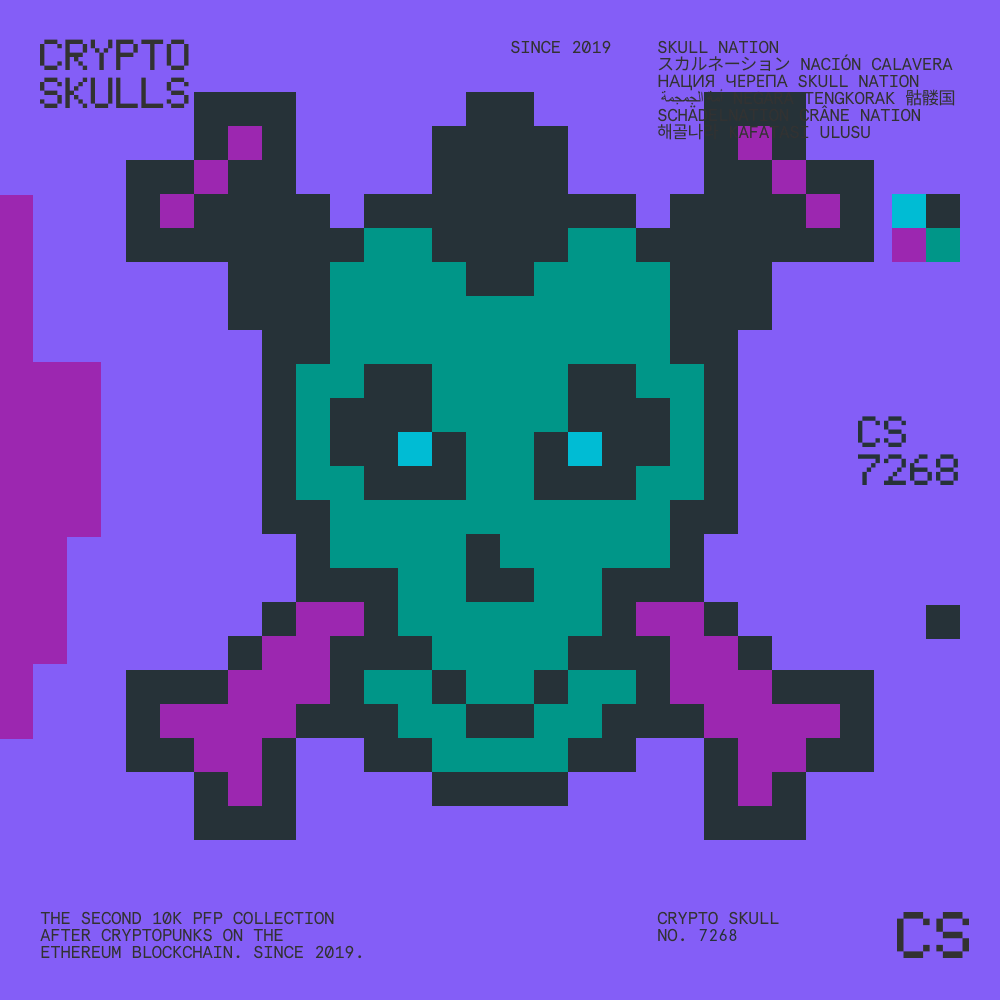 CRYPTO
SKULLS
SINCE 2019
SKULL NATION
スカルネーション NACIÓN CALAVERA
НАЦИЯ ЧЕРЕПА SKULL NATION
TENGKORAK 骷髅国
CRÂNE NATION
해골나 ULUSU
CS
7268
THE SECOND 10K PFP COLLECTION
AFTER CRYPTOPUNKS ON THE
ETHEREUM BLOCKCHAIN. SINCE 2019.
CRYPTO SKULL
NO. 7268
CS